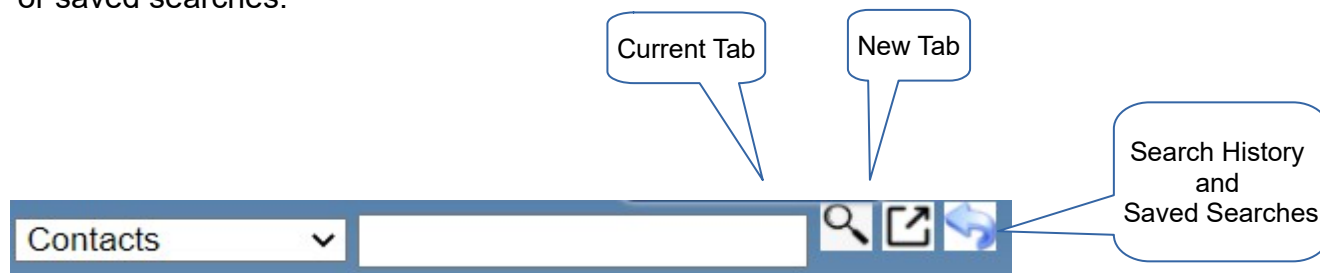 or saved searches.
Current Tab
New Tab
Search History
and
Saved Searches
Contacts